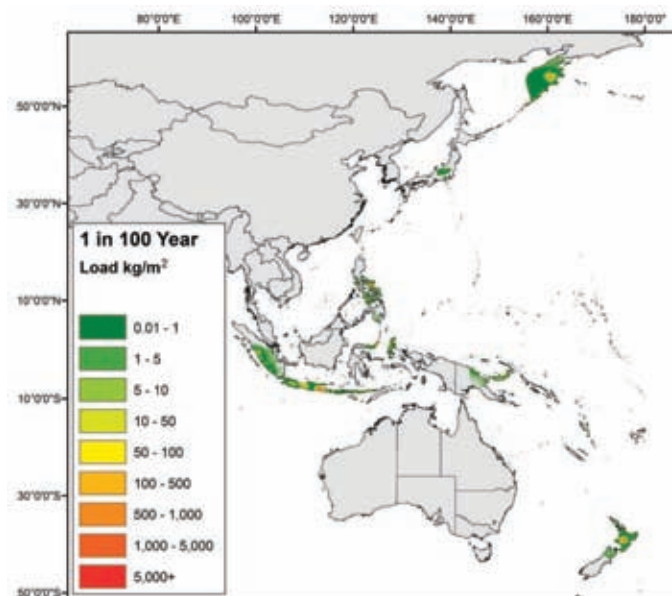 80°0'0"E 100°0'0"E 120°0'0"E 140°0'0"E 160°0'0"E 180°0'0"
50°0'0"N
30°0'0"N
10°0'0"N
10°0'0"S
30°0'0"S
50°0'0"S
1 in 100 Year
Load kg/m²
0.01 - 1
1 - 5
5 - 10
10 - 50
50 - 100
100 - 500
500 - 1,000
1,000 - 5,000
5,000+